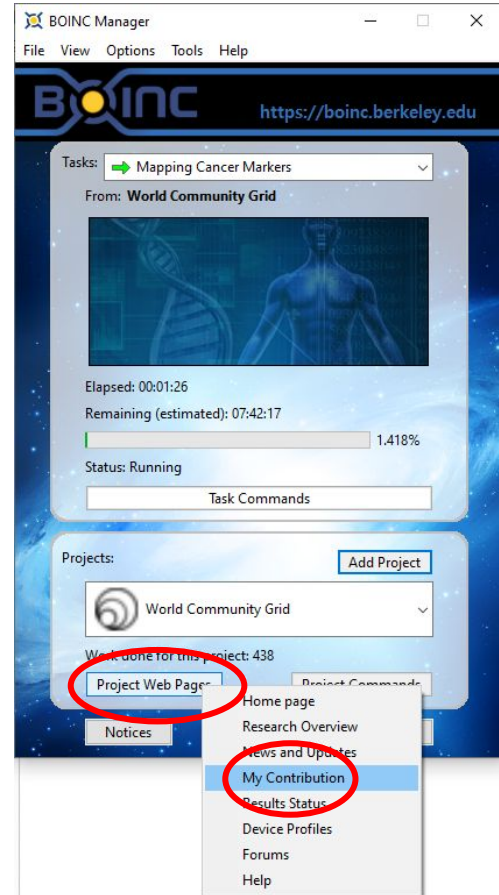 BOINC Manager
File View Options Tools Help
BOINC
https://boinc.berkeley.edu
Tasks: Mapping Cancer Markers
From: World Community Grid
Elapsed: 00:01:26
Remaining (estimated): 07:42:17
1.418%
Status: Running
Task Commands
Projects:
Add Project
World Community Grid
Work done for this project: 438
Project Web Pages
Project Commands
Notices
Home page
Research Overview
News and Updates
My Contribution
Results Status
Device Profiles
Forums
Help